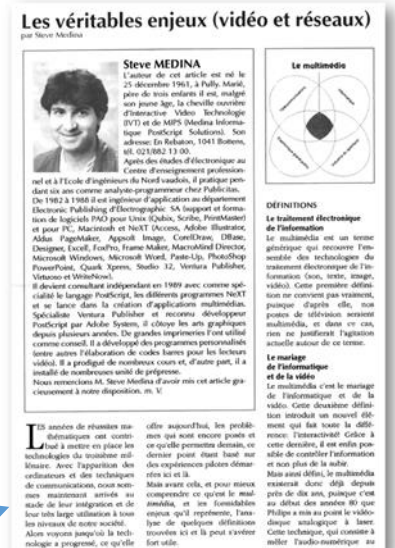 Les véritables enjeux (vidéo et réseaux)
par Steve Medina
Steve MEDINA
L'auteur de cet article est né le
25 décembre 1961, à Pully. Marié,
père de trois enfants il est, malgré
son jeune âge, la cheville ouvrière
d'Interactive Video Technologie
(IVT) et de MIPS (Medina Informa-
tique PostScript Solutions). Son
adresse: En Rebaton, 1041 Bottens,
tél. 021/882 13 00.
Après des études d'électronique au
Centre d'enseignement profession-
nel et à l'Ecole d'ingénieurs du Nord vaudois, il pratique pen-
dant six ans comme analyste-programmeur chez Publicitas.
De 1982 à 1988 il est ingénieur d'application au département
Electronic Publishing d'Electrographic SA (support et forma-
tion de logiciels PAO pour Unix (Qubix, Scribe, PrintMaster)
et pour PC, Macintosh et NeXT (Access, Adobe Illustrator,
Aldus PageMaker, Appsoft Image, CorelDraw, DBase,
Designer, Excell, FoxPro, Frame Maker, MacroMind Director,
Microsoft Windows, Microsoft Word, Paste-Up, PhotoShop
PowerPoint, Quark Xpress, Studio 32, Ventura Publisher,
Virtuoso et WriteNow).
Il devient consultant indépendant en 1989 avec comme spé-
cialité le langage PostScript, les différents programmes NeXT
et se lance dans la création d'applications multimédias.
Spécialiste Ventura Publisher et reconnu développeur
PostScript par Adobe System, il côtoye les arts graphiques
depuis plusieurs années. De grandes imprimeries l'ont utilisé
comme conseil. Il a développé des programmes personnalisés
(entre autres l'élaboration de codes barres pour les lecteurs
vidéo). Il a prodigué de nombreux cours et, d'autre part, il a
installé de nombreuses unité de prépresse.
Nous remercions M. Steve Medina d'avoir mis cet article gra-
cieusement à notre disposition. m. V.
LES années de réussites ma-
thématiques ont contri-
bué à mettre en place les
technologies du troisième mil-
lénaire. Avec l'apparition des
ordinateurs et des techniques
de communications, nous som-
mes maintenant arrivés au
stade de leur intégration et de
leur très large utilisation à tous
les niveaux de notre société.
Alors voyons jusqu'où la tech-
nologie a progressé, ce qu'elle
offre aujourd'hui, les problè-
mes qui sont encore posés et
ce qu'elle permettra demain, ce
dernier point étant basé sur
des expériences pilotes démar-
rées ici et là.
Mais avant cela, et pour mieux
comprendre ce qu'est le mul-
timédia, et les formidables
enjeux qu'il représente, l'ana-
lyse de quelques définitions
trouvées ici et là peut s'avérer
fort utile.
Le multimédia
DÉFINITIONS
Le traitement électronique
de l'information
Le multimédia est un terme
générique qui recouvre l'en-
semble des technologies du
traitement électronique de l'in-
formation (son, texte, image,
vidéo). Cette première défini-
tion ne convient pas vraiment,
puisque d'après elle, nos
postes de télévision seraient
multimédia, et dans ce cas,
rien ne justifierait l'agitation
actuelle autour de ce terme.
Le mariage
de l'informatique
et de la vidéo
Le multimédia c'est le mariage
de l'informatique et de la
vidéo. Cette deuxième défini-
tion introduit un nouvel élé-
ment qui fait toute la diffé-
rence: l'interactivité! Grâce à
cette dernière, il est enfin pos-
sible de contrôler l'information
et non plus de la subir.
Mais ainsi défini, le multimédia
existerait donc déjà depuis
près de dix ans, puisque c'est
au début des années 80 que
Philips a mis au point le vidéo-
disque analogique à laser.
Cette technique, qui consiste à
mêler l'audio-numérique au